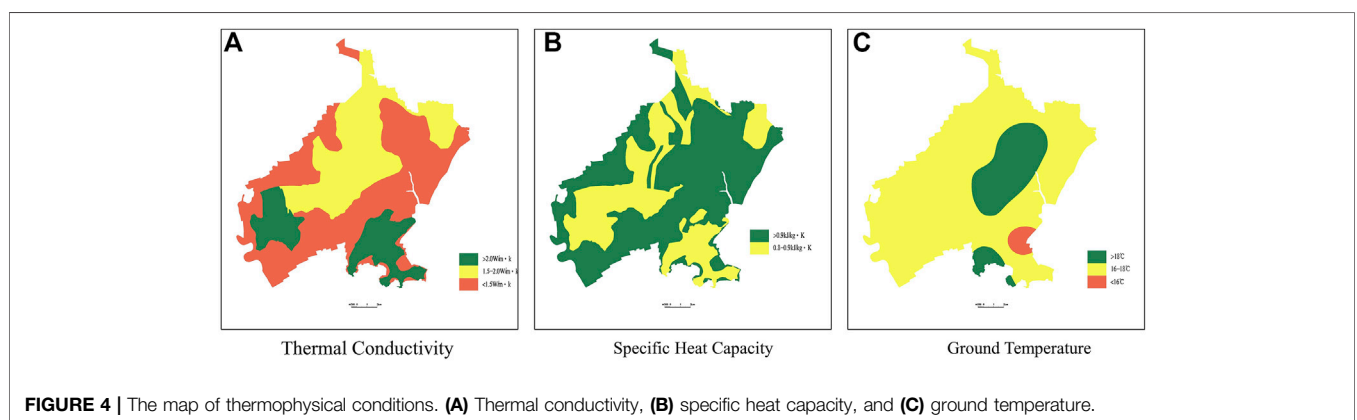 A
>2.0W/m·k
1.5-2.0W/m·k
<1.5W/m·k
Thermal Conductivity
B
>0.9kJ/kg·K
0.8-0.9kJ/kg·K
Specific Heat Capacity
C
>18℃
16-18℃
<16℃
Ground Temperature
FIGURE 4 | The map of thermophysical conditions. (A) Thermal conductivity, (B) specific heat capacity, and (C) ground temperature.